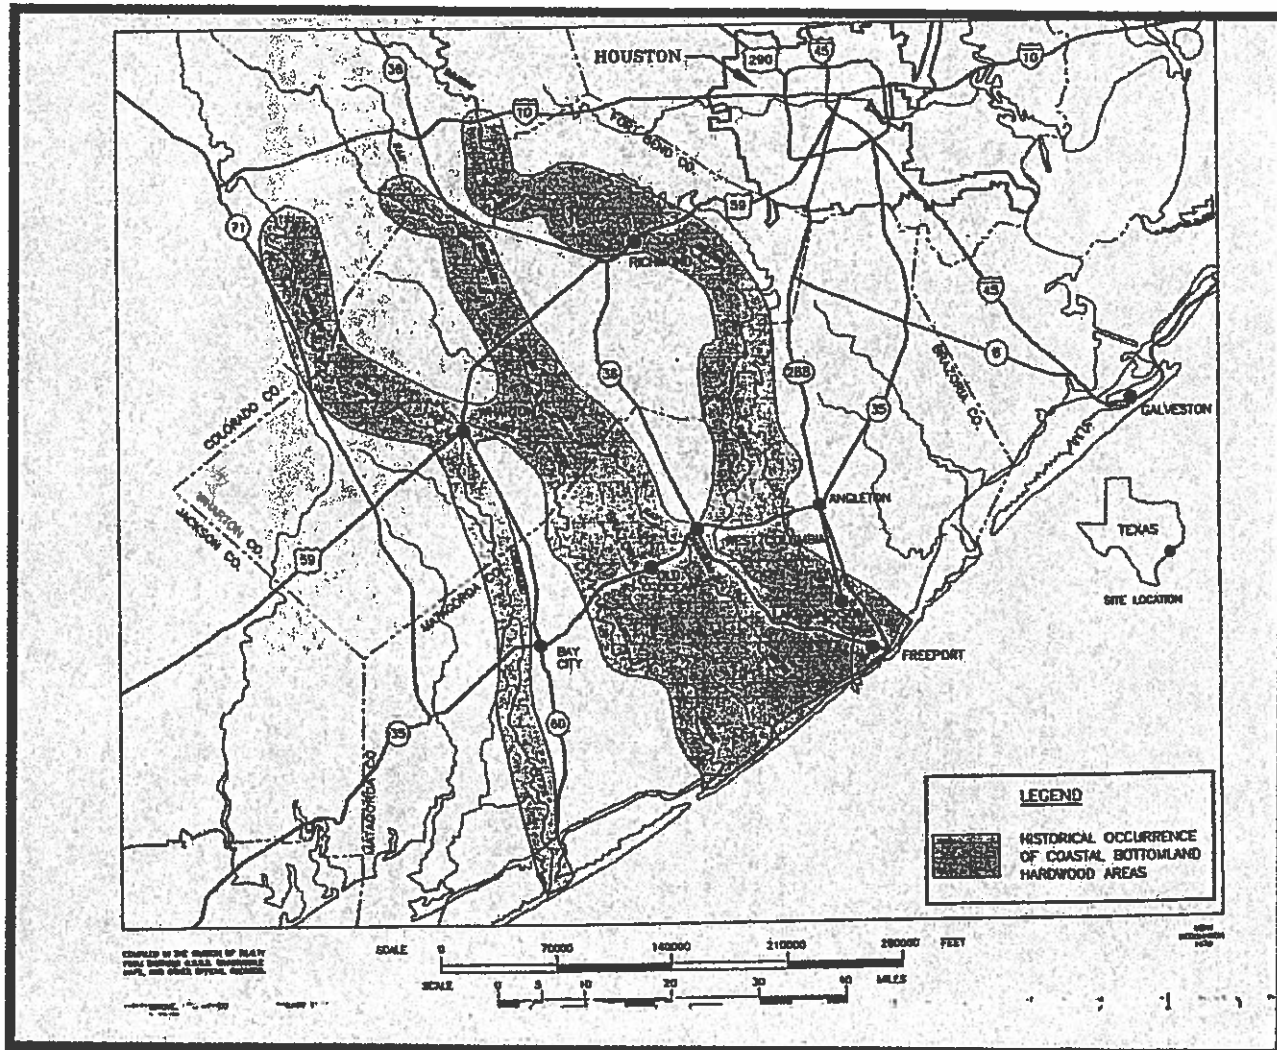 HOUSTON
36
290
45
10
10
FORT BEND CO.
59
71
RICHMOND
45
6
36
288
35
BRAZORIA CO.
GALVESTON
COLORADO CO.
WHARTON
WHARTON CO.
JACKSON CO.
59
ANGLETON
WEST COLUMBIA
OLD
TEXAS
SITE LOCATION
MATAGORDA CO.
BAY
CITY
FREEPORT
60
35
MATAGORDA CO
LEGEND
HISTORICAL OCCURRENCE
OF COASTAL BOTTOMLAND
HARDWOOD AREAS
SCALE 0 70000 140000 210000 280000 FEET
SCALE 0 5 10 20 30 40 MILES